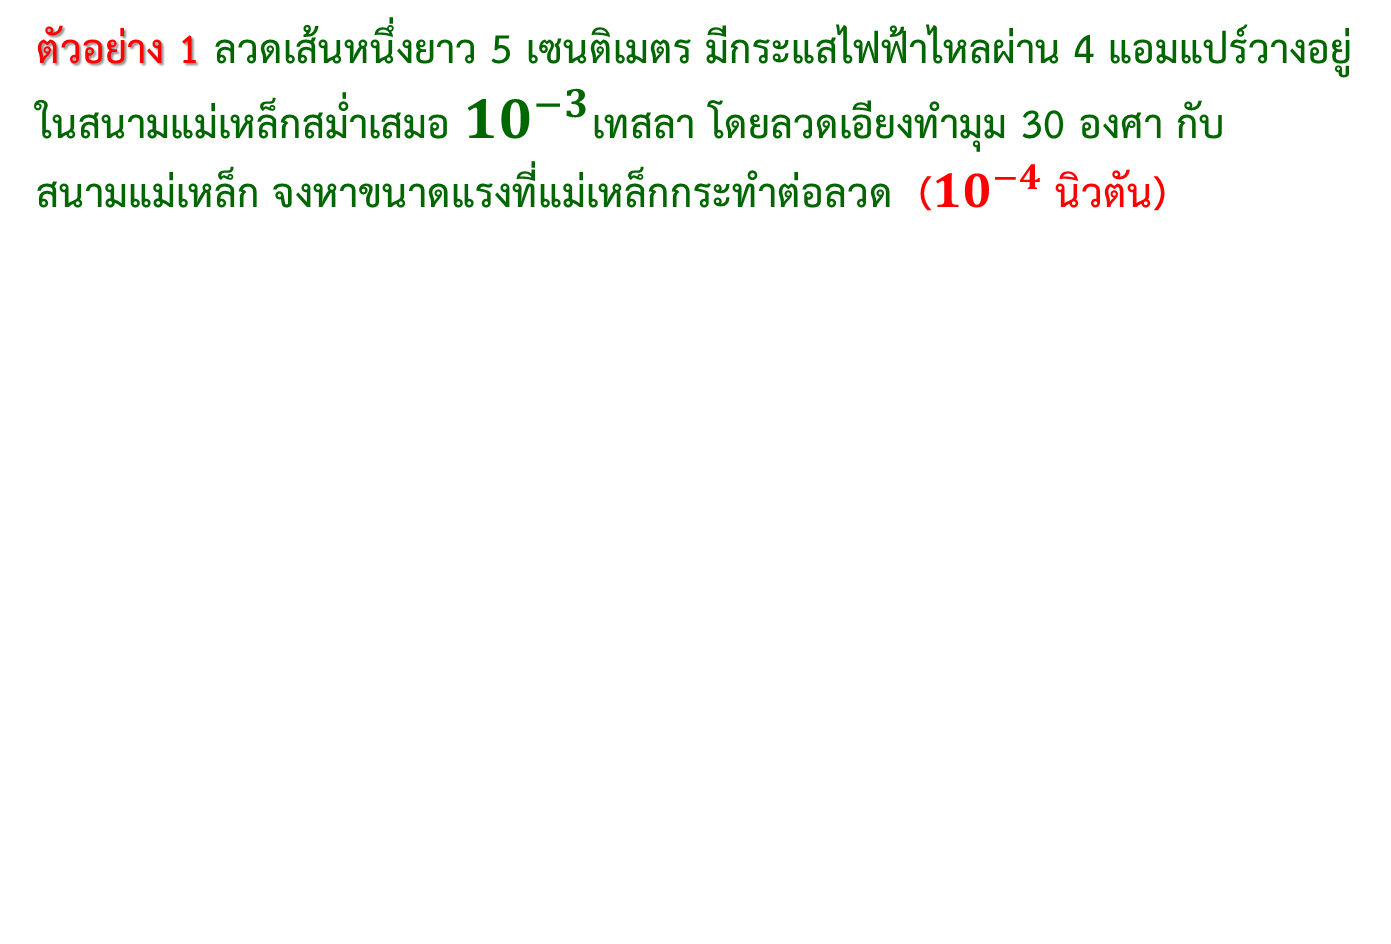 ตัวอย่าง 1 ลวดเส้นหนึ่งยาว 5 เซนติเมตร มีกระแสไฟฟ้าไหลผ่าน 4 แอมแปร์วางอยู่
ในสนามแม่เหล็กสม่ำเสมอ 10⁻³เทสลา โดยลวดเอียงทำมุม 30 องศา กับ
สนามแม่เหล็ก จงหาขนาดแรงที่แม่เหล็กกระทำต่อลวด (10⁻⁴ นิวตัน)